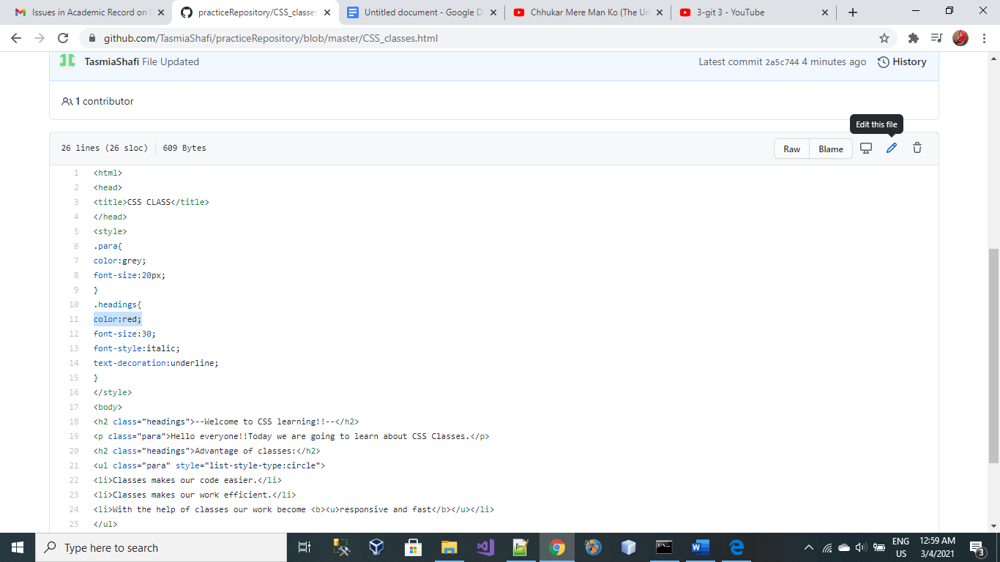 Issues in Academic Record on
practiceRepository/CSS_classes
Untitled document - Google D
Chhukar Mere Man Ko (The Un
3-git 3 - YouTube
github.com/TasmiaShafi/practiceRepository/blob/master/CSS_classes.html
TasmiaShafi File Updated
Latest commit 2a5c744 4 minutes ago History
1 contributor
Edit this file
26 lines (26 sloc) 609 Bytes
Raw Blame
1 <html>
2 <head>
3 <title>CSS CLASS</title>
4 </head>
5 <style>
6 .para{
7 color:grey;
8 font-size:20px;
9 }
10 .headings{
11 color:red;
12 font-size:30;
13 font-style:italic;
14 text-decoration:underline;
15 }
16 </style>
17 <body>
18 <h2 class="headings">--Welcome to CSS learning!!--</h2>
19 <p class="para">Hello everyone!!Today we are going to learn about CSS Classes.</p>
20 <h2 class="headings">Advantage of classes:</h2>
21 <ul class="para" style="list-style-type:circle">
22 <li>Classes makes our code easier.</li>
23 <li>Classes makes our work efficient.</li>
24 <li>With the help of classes our work become <b><u>responsive and fast</b></u></li>
25 </ul>
Type here to search
ENG
US
12:59 AM
3/4/2021
3